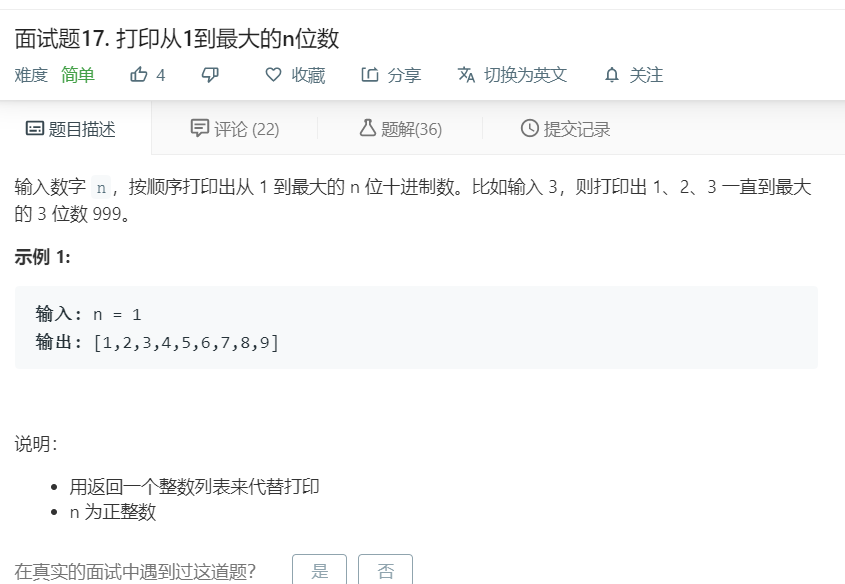 面试题17. 打印从1到最大的n位数
难度 简单 4 收藏 分享 切换为英文 关注
题目描述 评论 (22) 题解(36) 提交记录
输入数字 n ，按顺序打印出从 1 到最大的 n 位十进制数。比如输入 3，则打印出 1、2、3 一直到最大
的 3 位数 999。
示例 1:
输入: n = 1
输出: [1,2,3,4,5,6,7,8,9]
说明：
用返回一个整数列表来代替打印
n 为正整数
在真实的面试中遇到过这道题？ 是 否